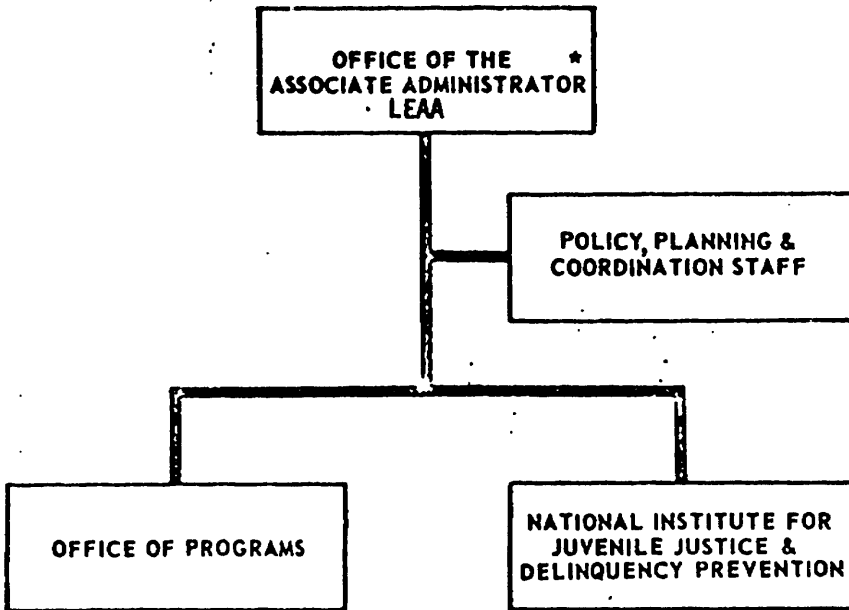 OFFICE OF THE *
ASSOCIATE ADMINISTRATOR
LEAA
POLICY, PLANNING &
COORDINATION STAFF
OFFICE OF PROGRAMS
NATIONAL INSTITUTE FOR
JUVENILE JUSTICE &
DELINQUENCY PREVENTION